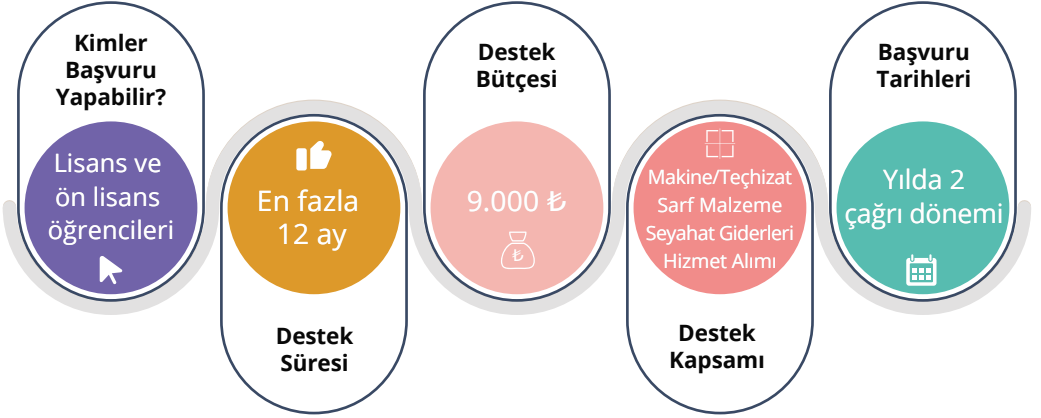 Kimler
Başvuru
Yapabilir?
Lisans ve
ön lisans
öğrencileri
En fazla
12 ay
Destek
Süresi
Destek
Bütçesi
9.000 ₺
₺
Makine/Teçhizat
Sarf Malzeme
Seyahat Giderleri
Hizmet Alımı
Destek
Kapsamı
Başvuru
Tarihleri
Yılda 2
çağrı dönemi